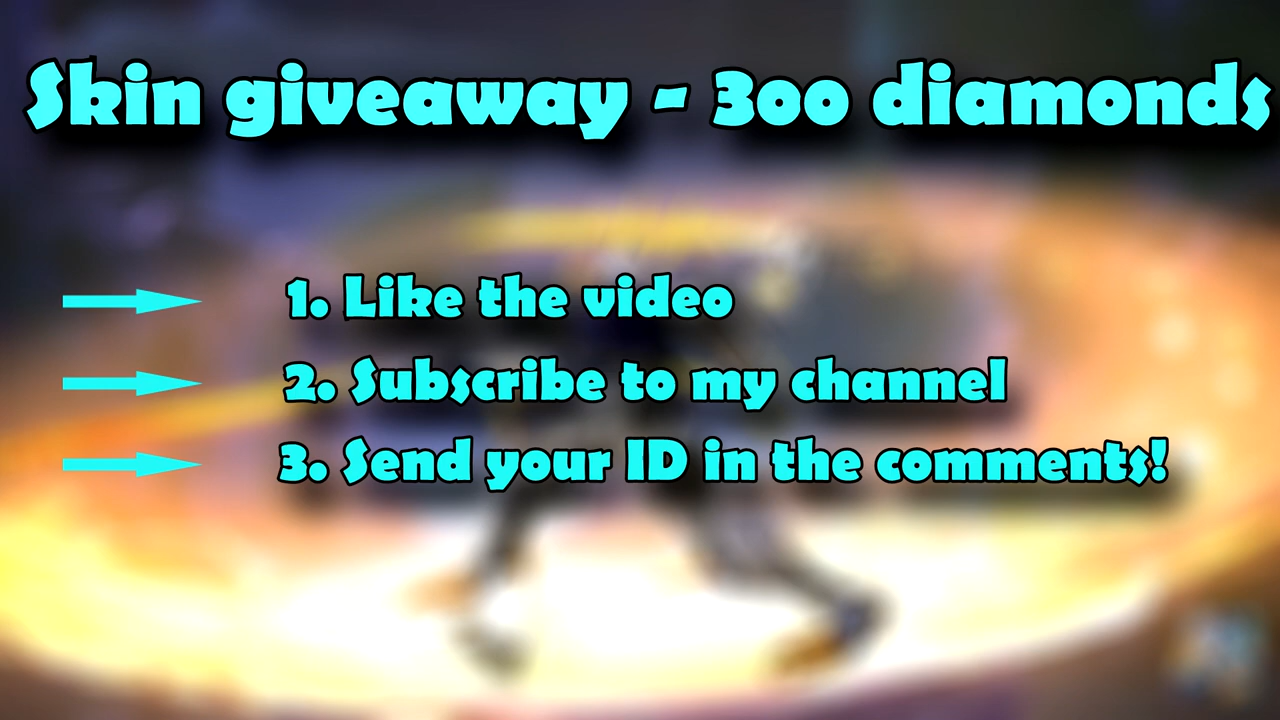 Skin giveaway - 300 diamonds
1. Like the video
2. Subscribe to my channel
3. Send your ID in the comments!